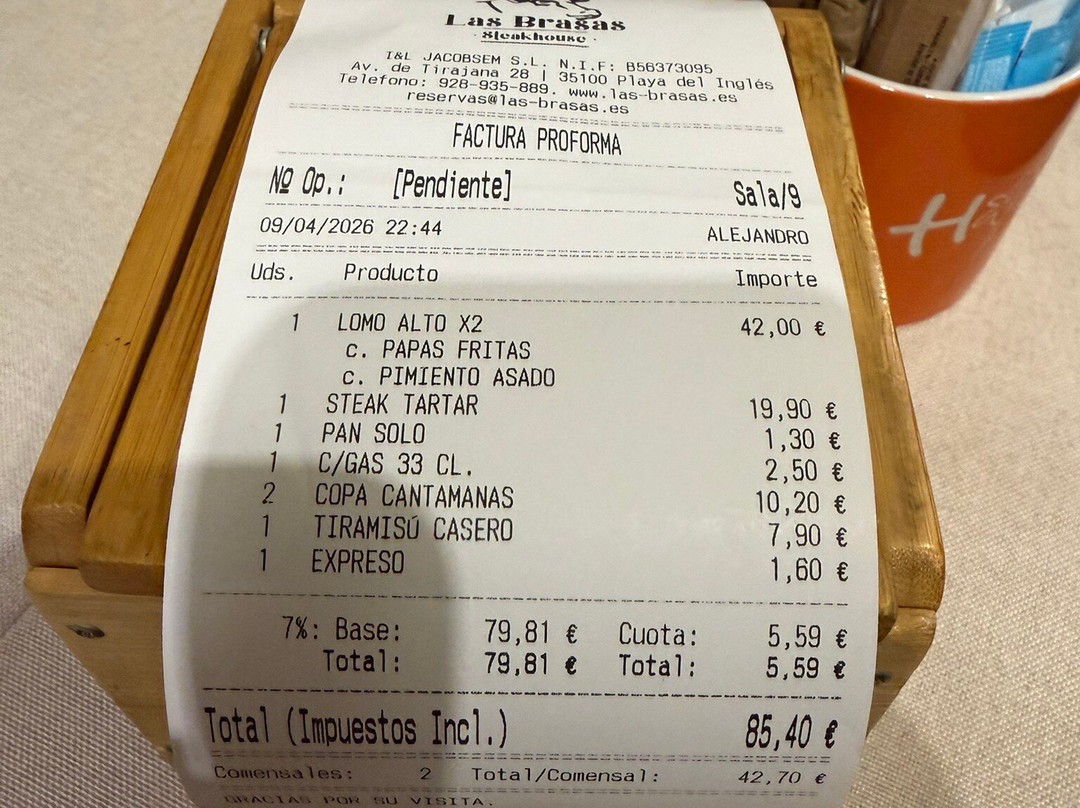 Las Brasas
· Steakhouse ·
I&L JACOBSEM S.L. N.I.F: B56373095
Av. de Tirajana 28 | 35100 Playa del Inglés
Telefono: 928-935-889. www.las-brasas.es
reservas@las-brasas.es
FACTURA PROFORMA
Nº Op.: [Pendiente] Sala/9
09/04/2026 22:44 ALEJANDRO
Uds. Producto Importe
1 LOMO ALTO X2 42,00 €
c. PAPAS FRITAS
c. PIMIENTO ASADO
1 STEAK TARTAR 19,90 €
1 PAN SOLO 1,30 €
1 C/GAS 33 CL. 2,50 €
2 COPA CANTAMANAS 10,20 €
1 TIRAMISÚ CASERO 7,90 €
1 EXPRESO 1,60 €
7%: Base: 79,81 € Cuota: 5,59 €
Total: 79,81 € Total: 5,59 €
Total (Impuestos Incl.) 85,40 €
Comensales: 2 Total/Comensal: 42,70 €
GRACIAS POR SU VISITA.